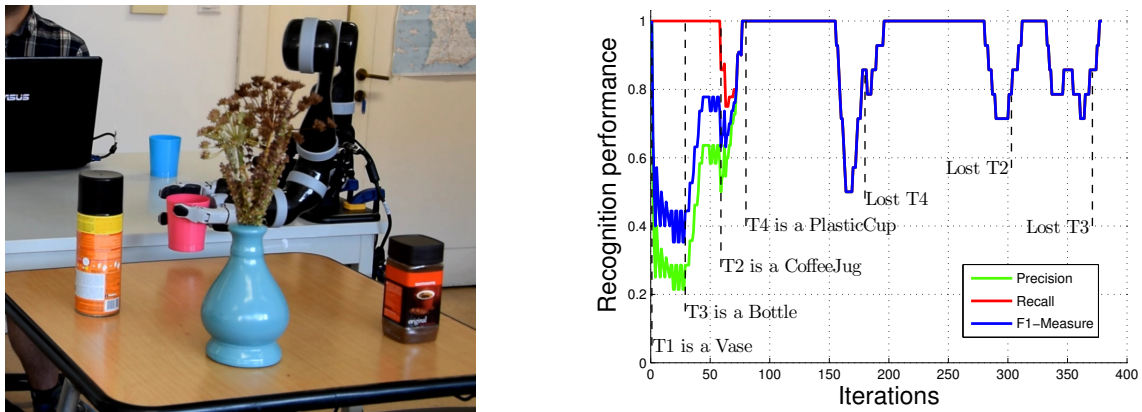 ASUS
original
Recognition performance
1
0.8
0.6
0.4
0.2
0
0 50 100 150 200 250 300 350 400
Iterations
Lost T2
Lost T4
T4 is a PlasticCup
Lost T3
T2 is a CoffeeJug
T3 is a Bottle
T1 is a Vase
Precision
Recall
F1-Measure